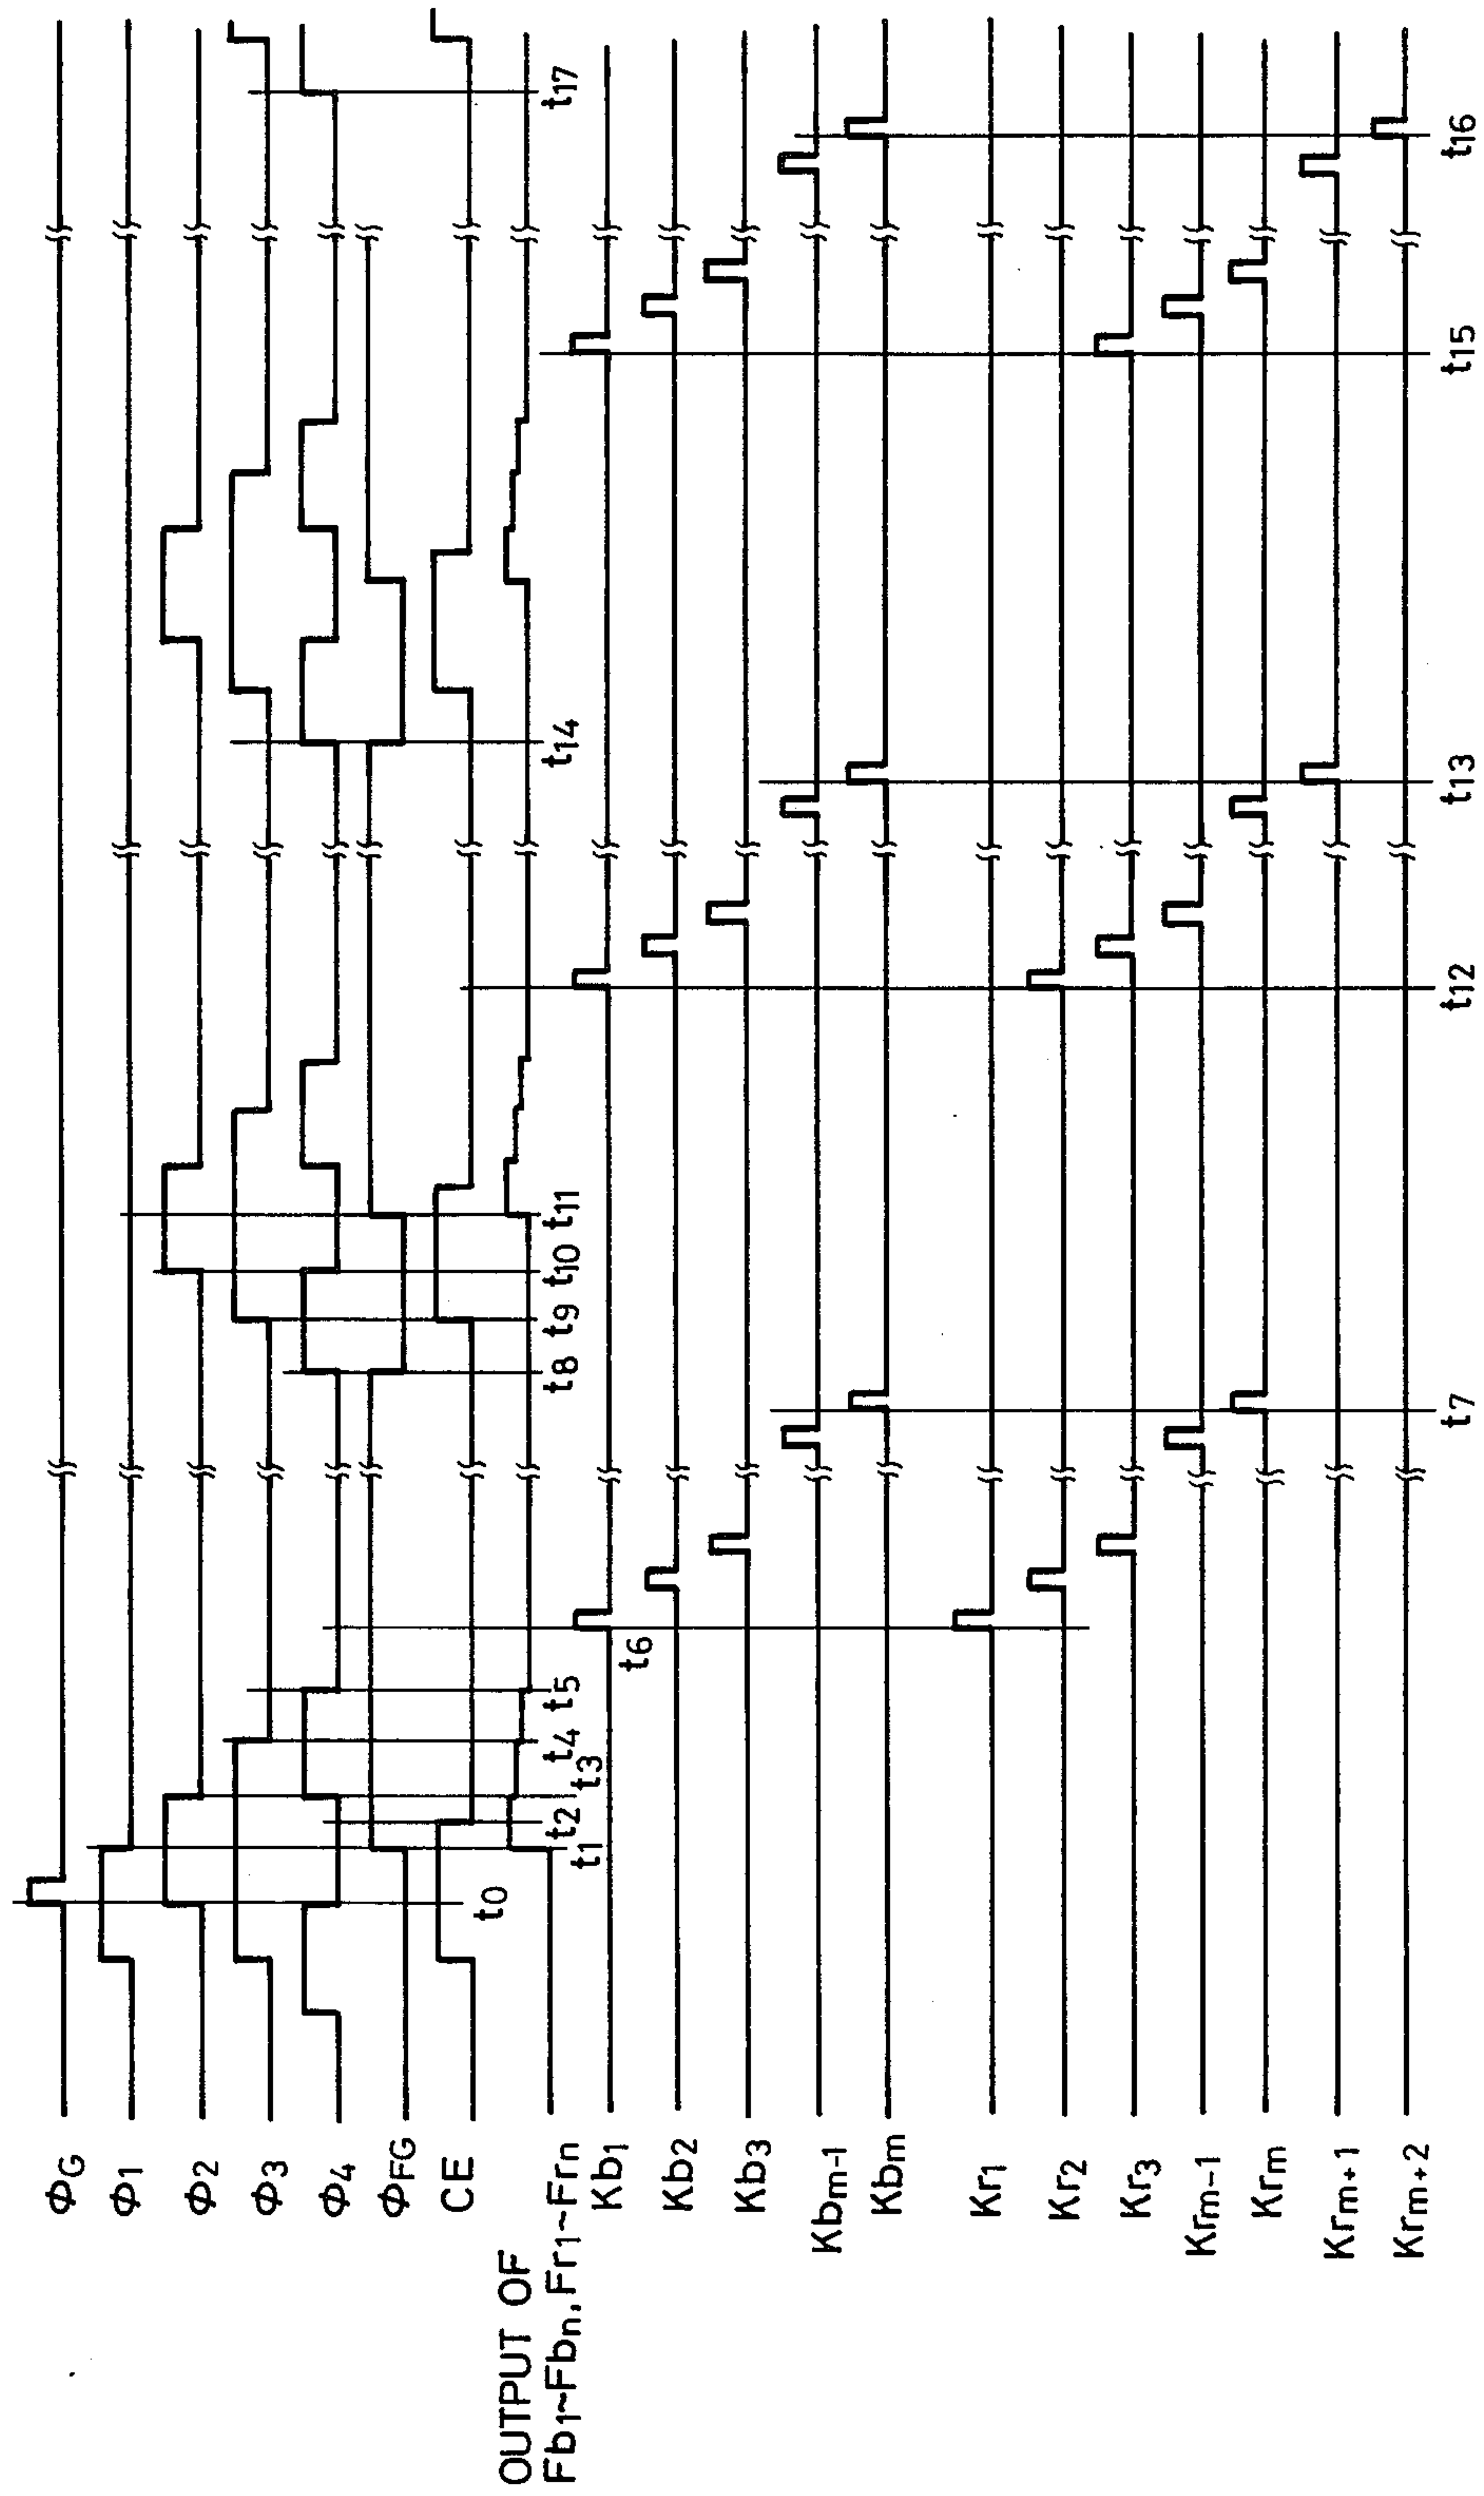 ΦG
Φ1
Φ2
Φ3
Φ4
ΦFG
CE
OUTPUT OF
Fb1~Fbn,Fr1~Frn
Kb1
Kb2
Kb3
Kbm-1
Kbm
Kr1
Kr2
Kr3
Krm-1
Krm
Krm+1
Krm+2
t0
t1
t2
t3
t4
t5
t6
t7
t8
t9
t10
t11
t12
t13
t14
t15
t16
t17